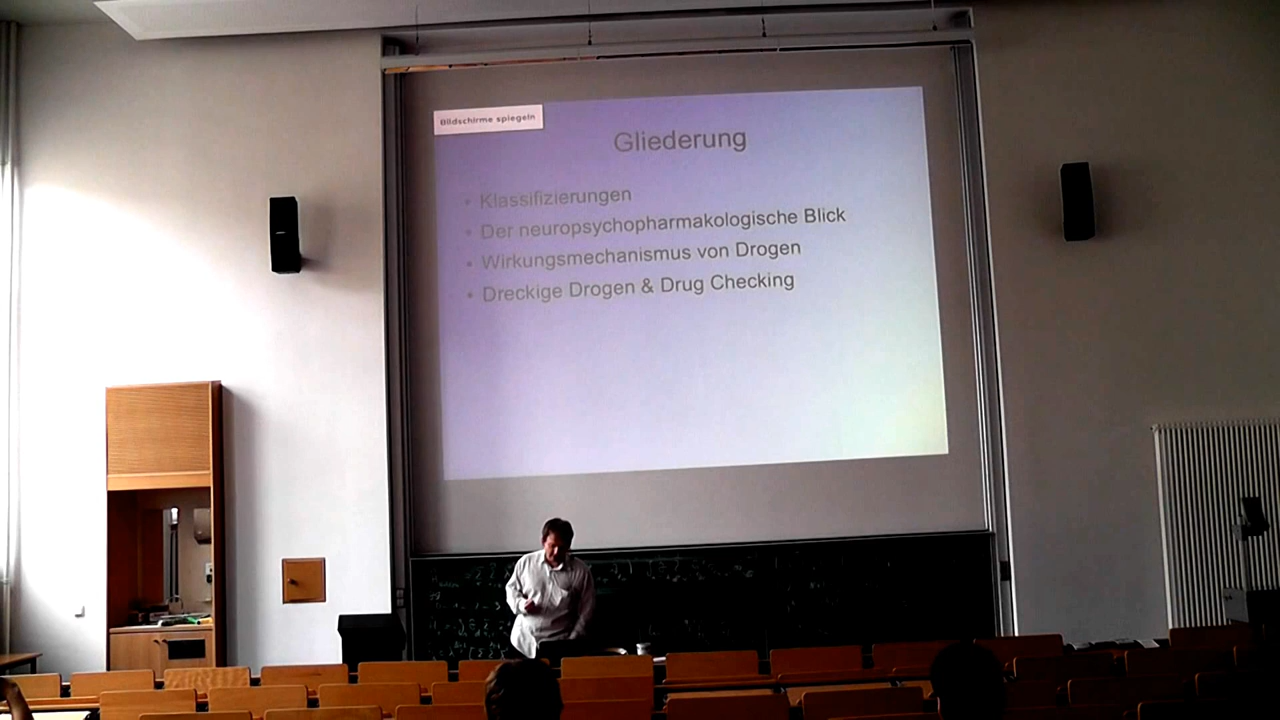 Bildschirme spiegeln
Gliederung
• Klassifizierungen
• Der neuropsychopharmakologische Blick
• Wirkungsmechanismus von Drogen
• Dreckige Drogen & Drug Checking